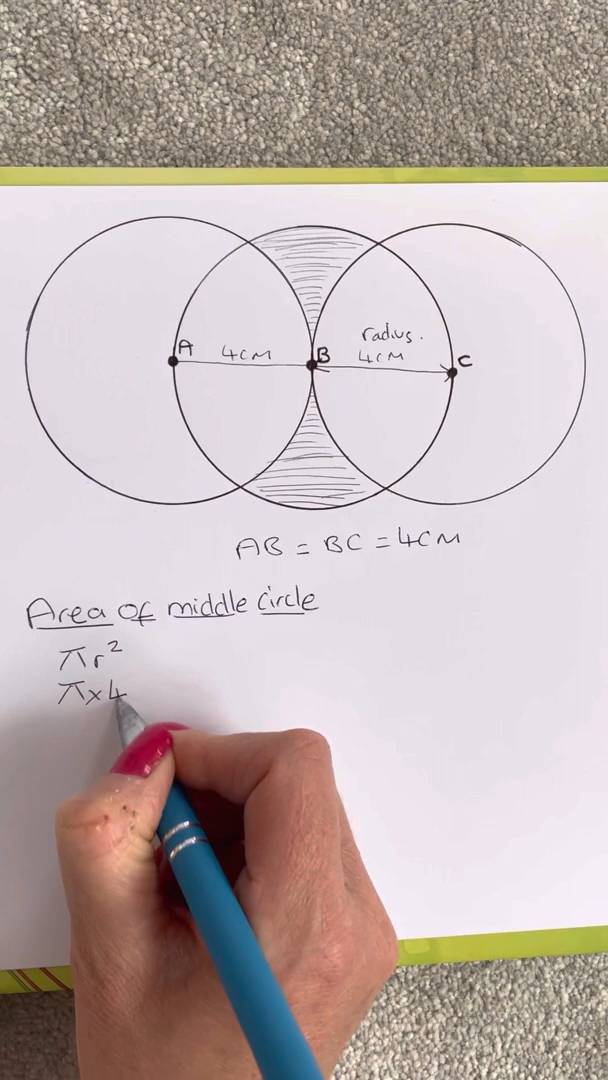 radius.
A 4cm B 4cm C
AB = BC = 4cm
Area of middle circle
πr²
π×4